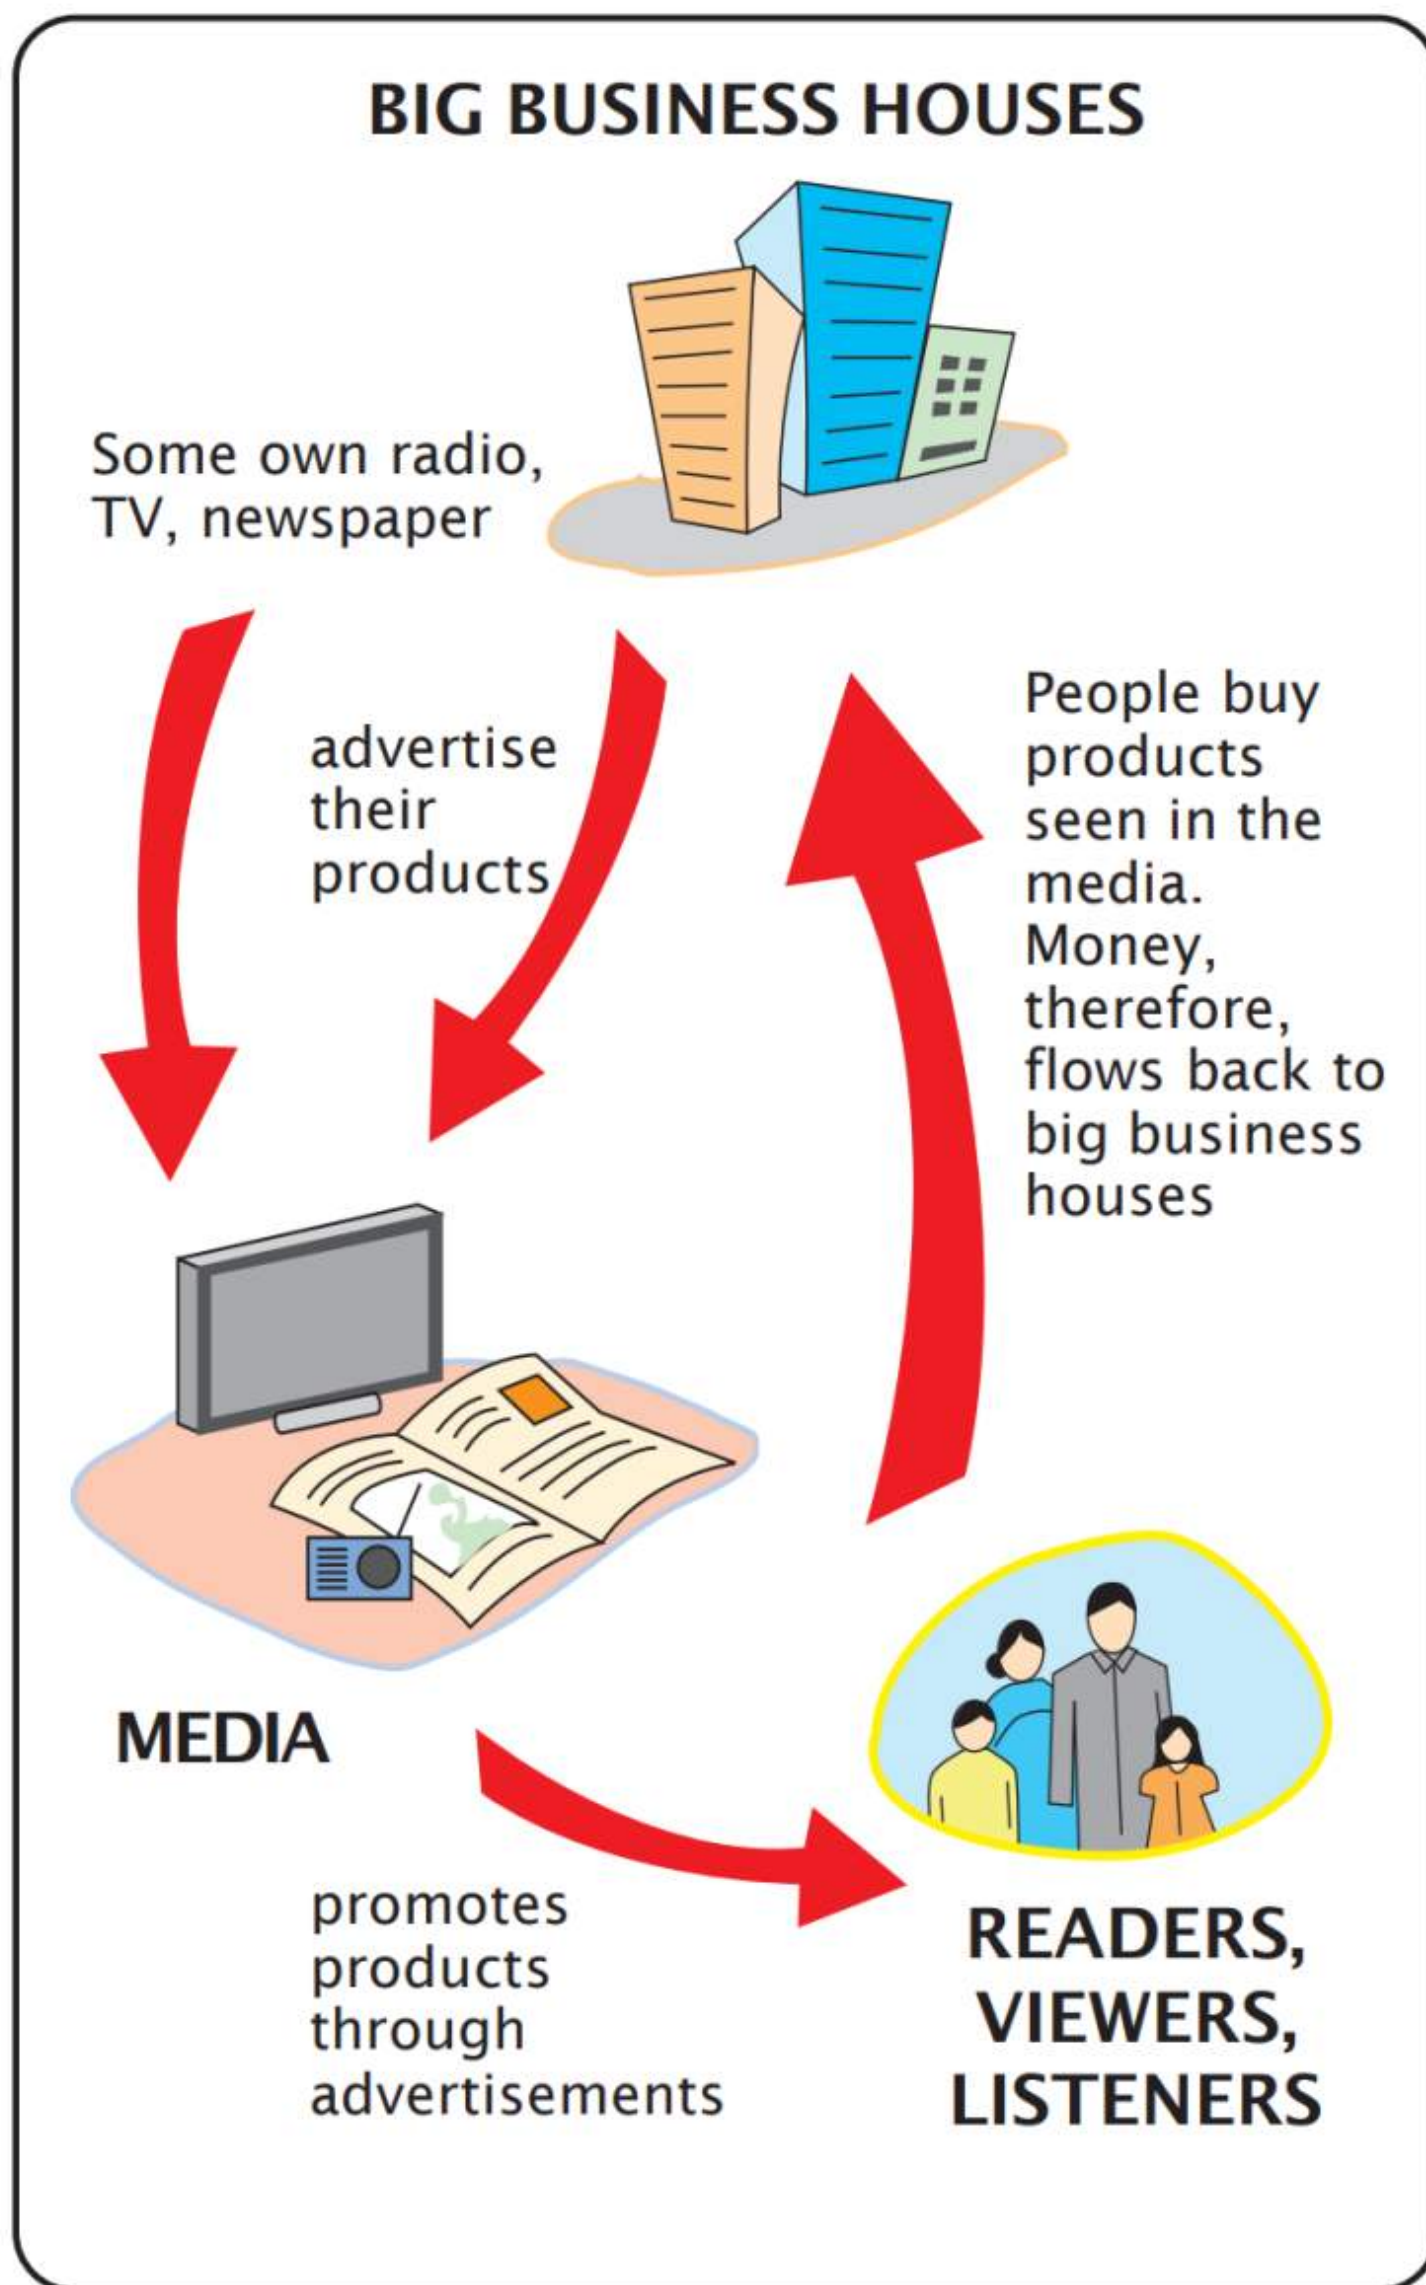 BIG BUSINESS HOUSES
Some own radio,
TV, newspaper
advertise
their
products
People buy
products
seen in the
media.
Money,
therefore,
flows back to
big business
houses
MEDIA
promotes
products
through
advertisements
READERS,
VIEWERS,
LISTENERS